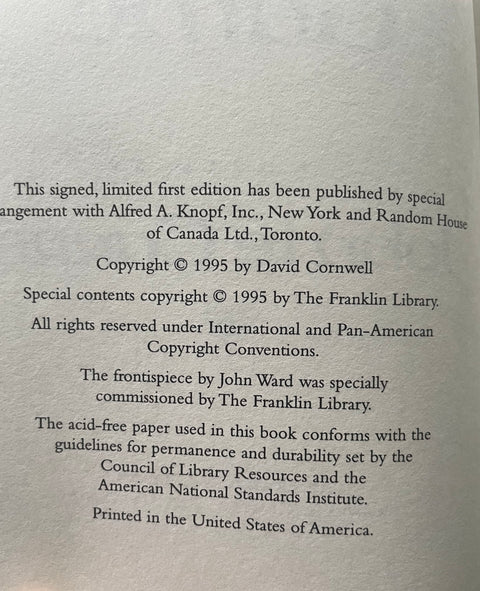 This signed, limited first edition has been published by special
angement with Alfred A. Knopf, Inc., New York and Random House
of Canada Ltd., Toronto.
Copyright © 1995 by David Cornwell
Special contents copyright © 1995 by The Franklin Library.
All rights reserved under International and Pan-American
Copyright Conventions.
The frontispiece by John Ward was specially
commissioned by The Franklin Library.
The acid-free paper used in this book conforms with the
guidelines for permanence and durability set by the
Council of Library Resources and the
American National Standards Institute.
Printed in the United States of America.